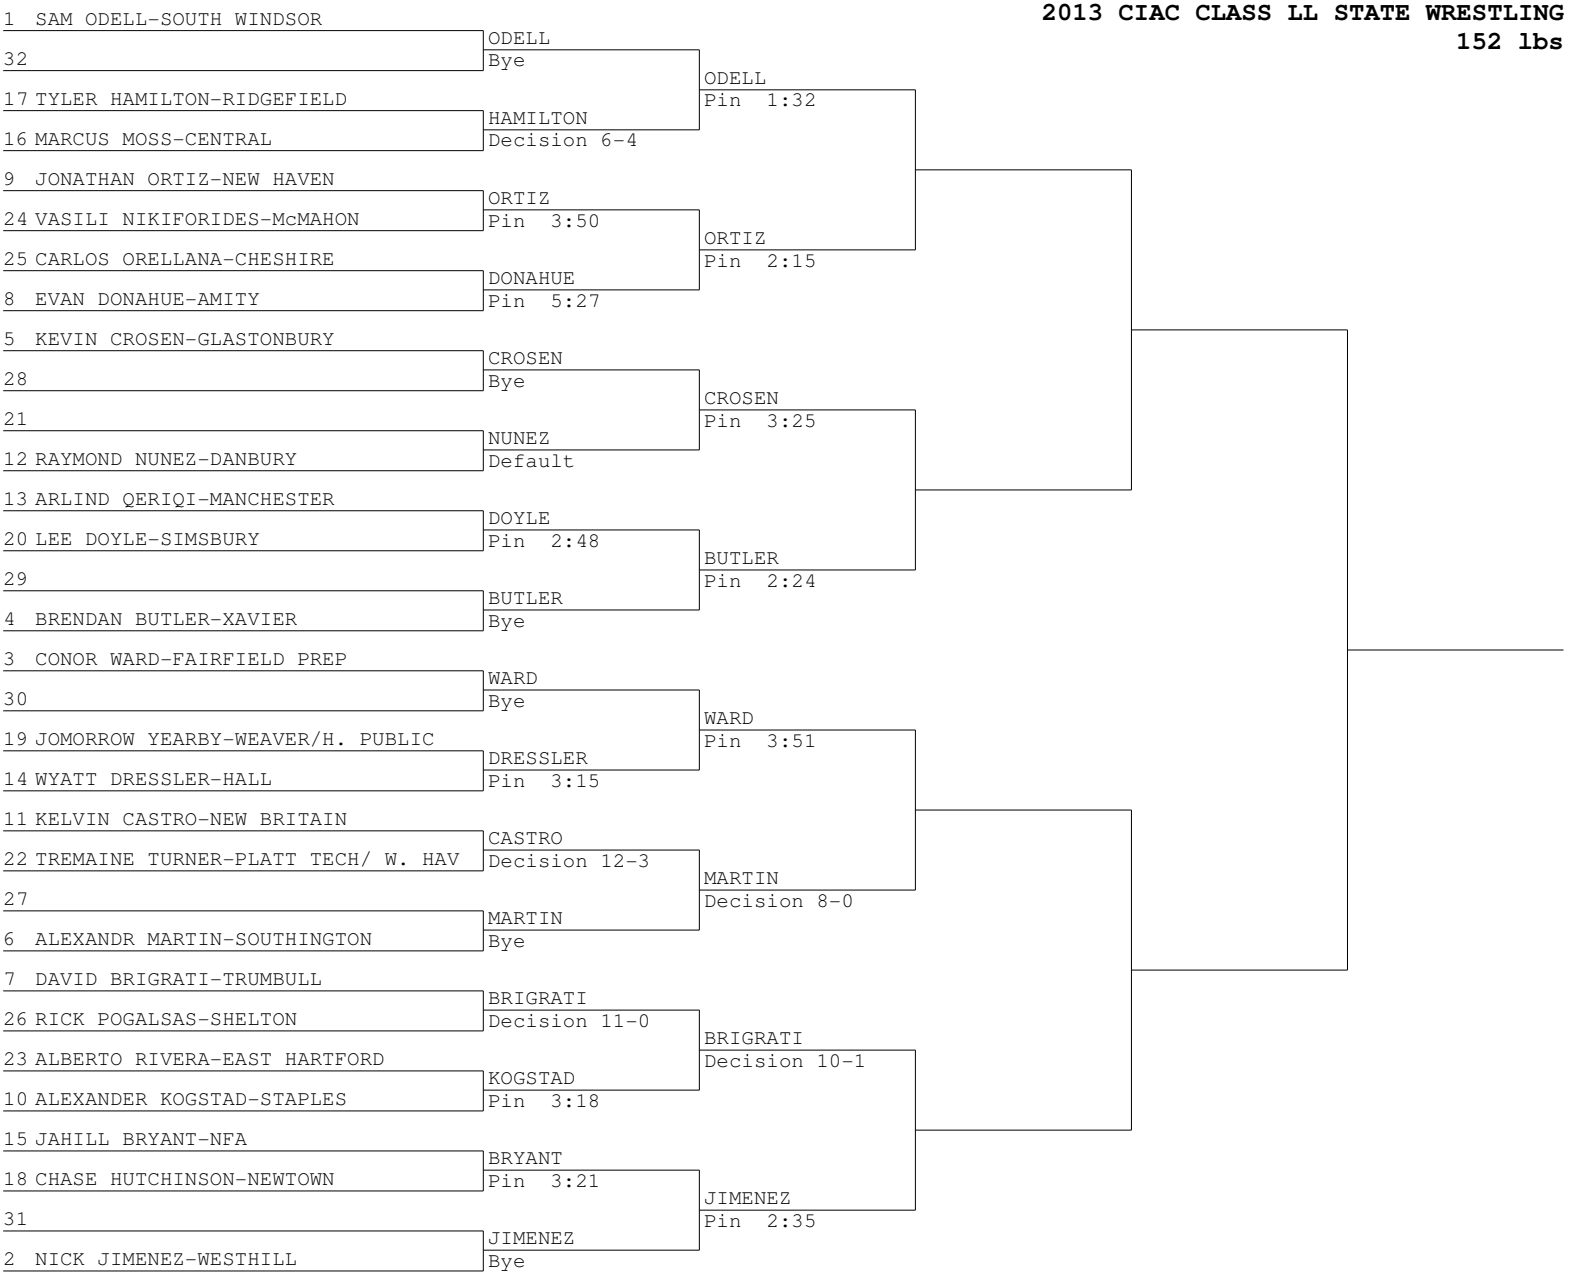 2013 CIAC CLASS LL STATE WRESTLING
152 lbs
1 SAM ODELL-SOUTH WINDSOR
32
17 TYLER HAMILTON-RIDGEFIELD
16 MARCUS MOSS-CENTRAL
9 JONATHAN ORTIZ-NEW HAVEN
24 VASILI NIKIFORIDES-McMAHON
25 CARLOS ORELLANA-CHESHIRE
8 EVAN DONAHUE-AMITY
5 KEVIN CROSEN-GLASTONBURY
28
21
12 RAYMOND NUNEZ-DANBURY
13 ARLIND QERIQI-MANCHESTER
20 LEE DOYLE-SIMSBURY
29
4 BRENDAN BUTLER-XAVIER
3 CONOR WARD-FAIRFIELD PREP
30
19 JOMORROW YEARBY-WEAVER/H. PUBLIC
14 WYATT DRESSLER-HALL
11 KELVIN CASTRO-NEW BRITAIN
22 TREMAINE TURNER-PLATT TECH/ W. HAV
27
6 ALEXANDR MARTIN-SOUTHINGTON
7 DAVID BRIGRATI-TRUMBULL
26 RICK POGALSAS-SHELTON
23 ALBERTO RIVERA-EAST HARTFORD
10 ALEXANDER KOGSTAD-STAPLES
15 JAHILL BRYANT-NFA
18 CHASE HUTCHINSON-NEWTOWN
31
2 NICK JIMENEZ-WESTHILL
ODELL
Bye
HAMILTON
Decision 6-4
ORTIZ
Pin 3:50
DONAHUE
Pin 5:27
CROSEN
Bye
NUNEZ
Default
DOYLE
Pin 2:48
BUTLER
Bye
WARD
Bye
DRESSLER
Pin 3:15
CASTRO
Decision 12-3
MARTIN
Bye
BRIGRATI
Decision 11-0
KOGSTAD
Pin 3:18
BRYANT
Pin 3:21
JIMENEZ
Bye
ODELL
Pin 1:32
ORTIZ
Pin 2:15
CROSEN
Pin 3:25
BUTLER
Pin 2:24
WARD
Pin 3:51
MARTIN
Decision 8-0
BRIGRATI
Decision 10-1
JIMENEZ
Pin 2:35